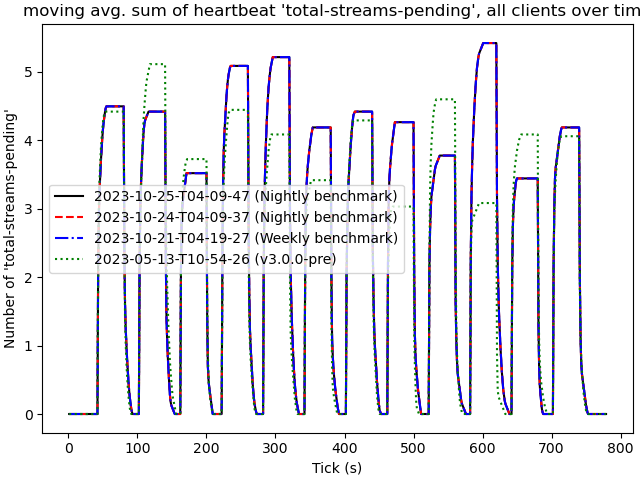 moving avg. sum of heartbeat 'total-streams-pending', all clients over tim
Number of 'total-streams-pending'
5
4
3
2
1
0
2023-10-25-T04-09-47 (Nightly benchmark)
2023-10-24-T04-09-37 (Nightly benchmark)
2023-10-21-T04-19-27 (Weekly benchmark)
2023-05-13-T10-54-26 (v3.0.0-pre)
0 100 200 300 400 500 600 700 800
Tick (s)